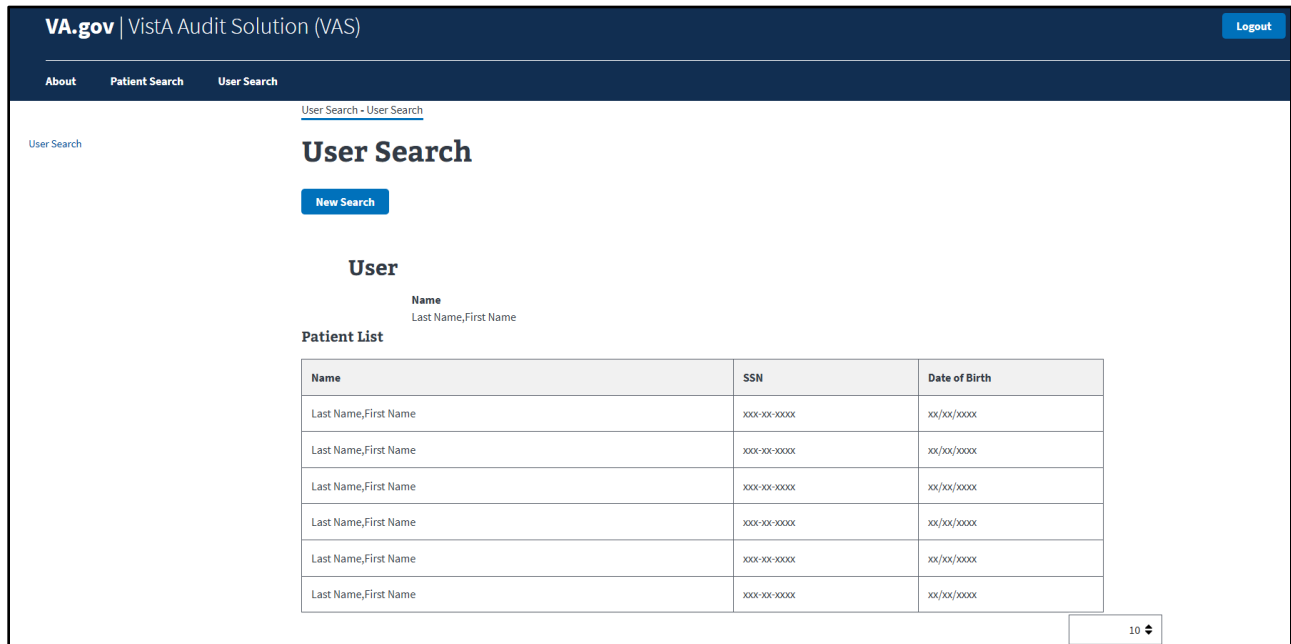 VA.gov | VistA Audit Solution (VAS)
Logout
About Patient Search User Search
User Search - User Search
User Search
User Search
New Search
User
Name
Last Name,First Name
Patient List
Name SSN Date of Birth
Last Name,First Name xxx-xx-xxxx xx/xx/xxxx
Last Name,First Name xxx-xx-xxxx xx/xx/xxxx
Last Name,First Name xxx-xx-xxxx xx/xx/xxxx
Last Name,First Name xxx-xx-xxxx xx/xx/xxxx
Last Name,First Name xxx-xx-xxxx xx/xx/xxxx
Last Name,First Name xxx-xx-xxxx xx/xx/xxxx
10